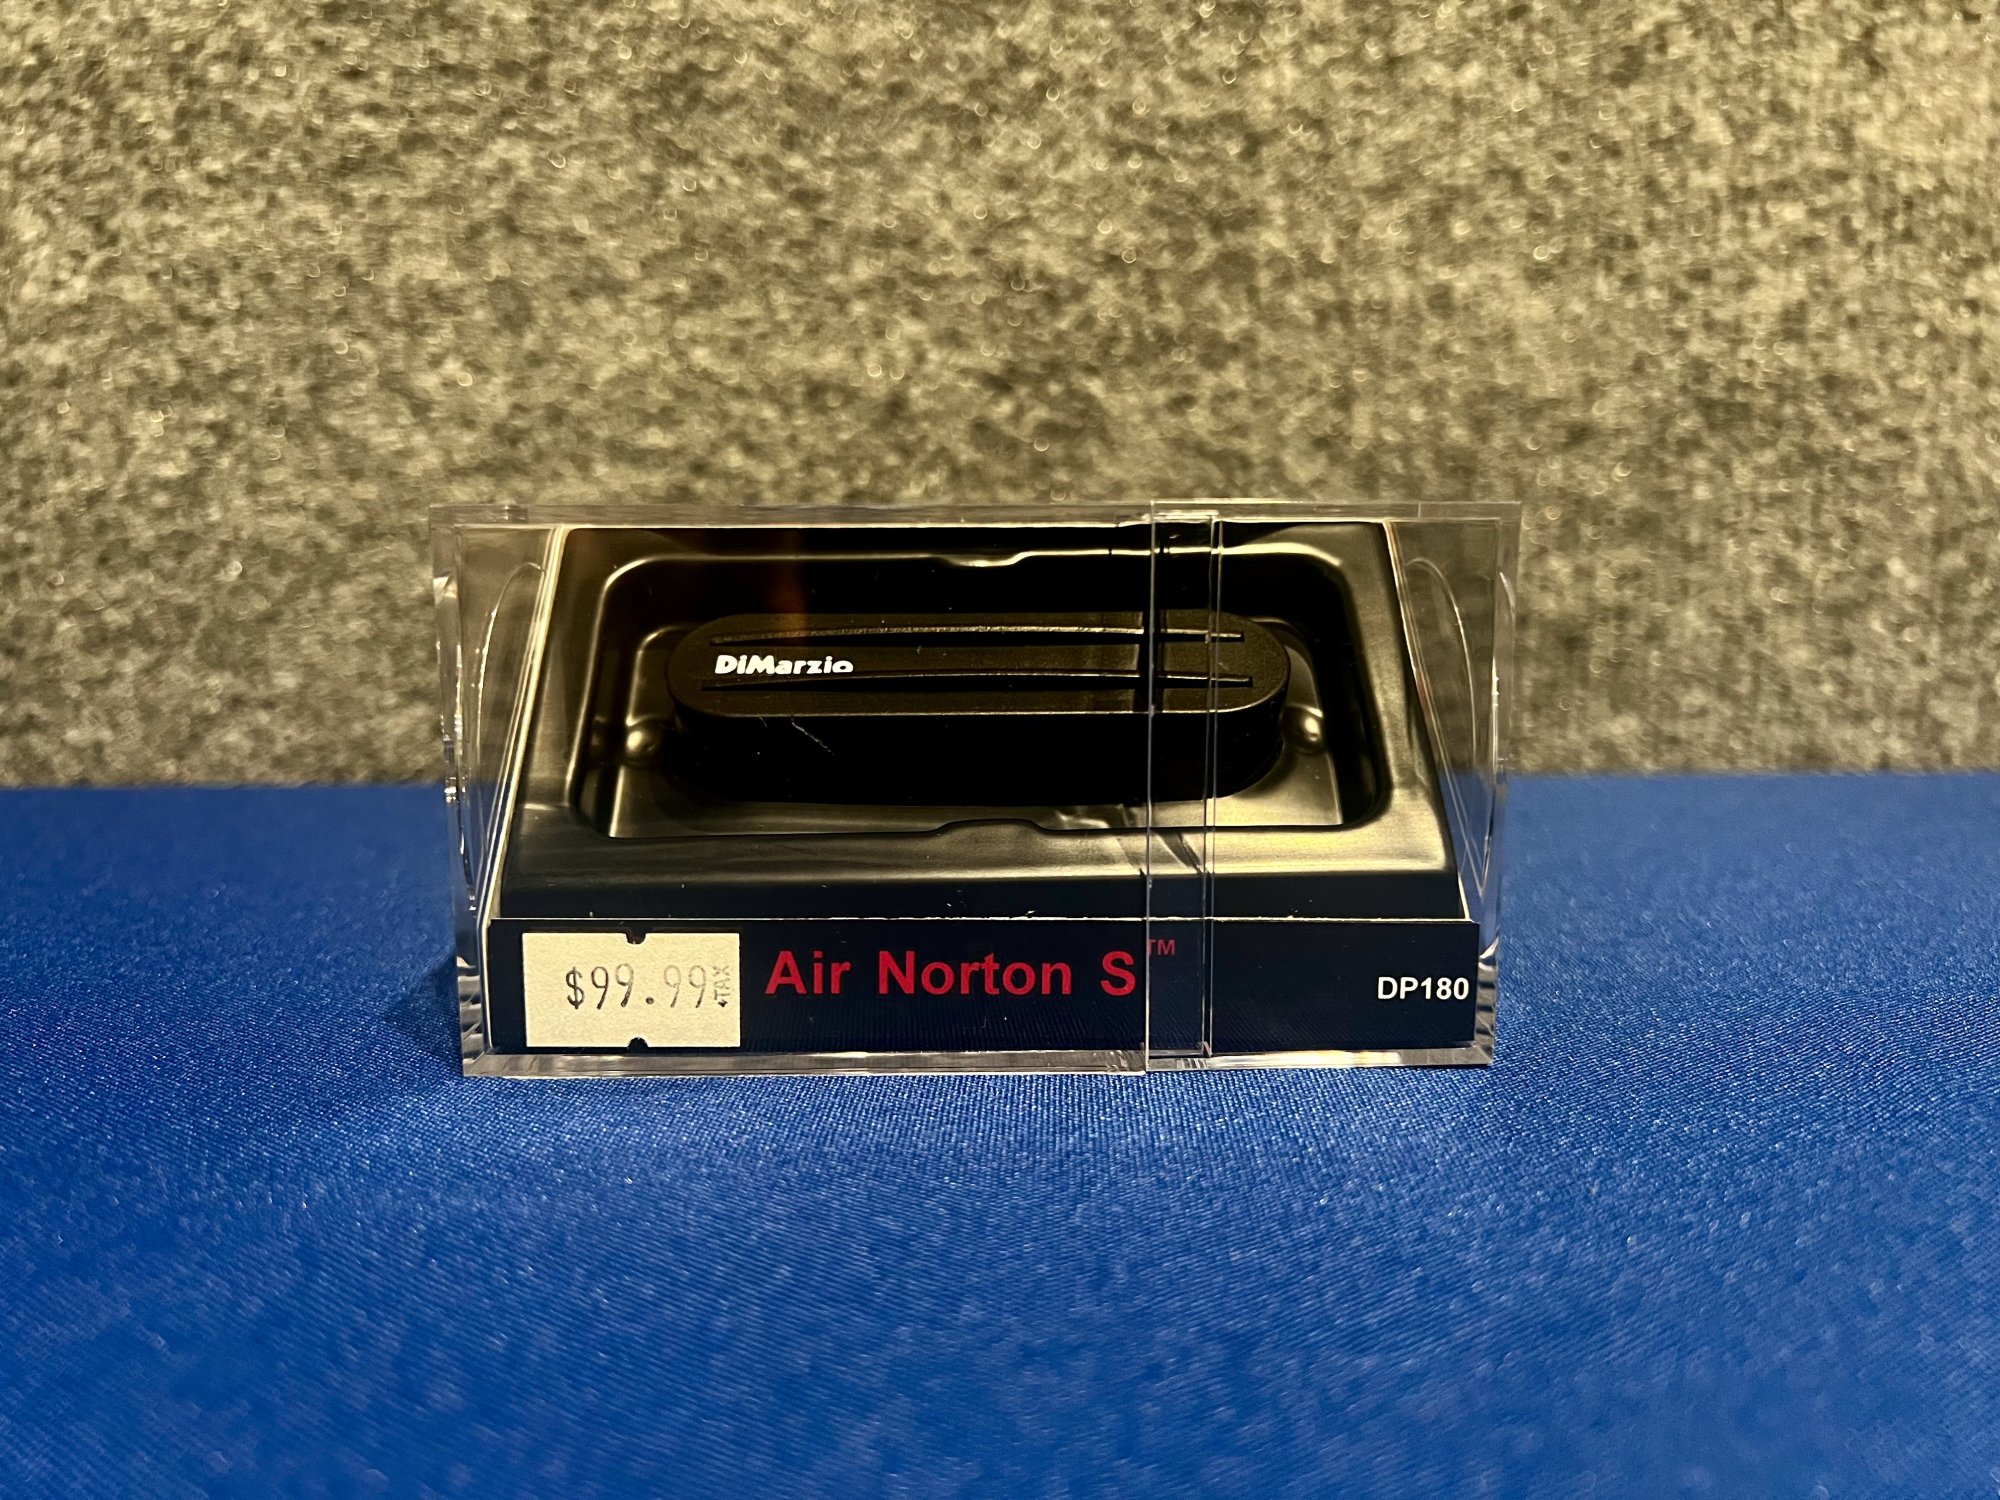 DiMarzio
$99.99 +TAX
Air Norton S™
DP180